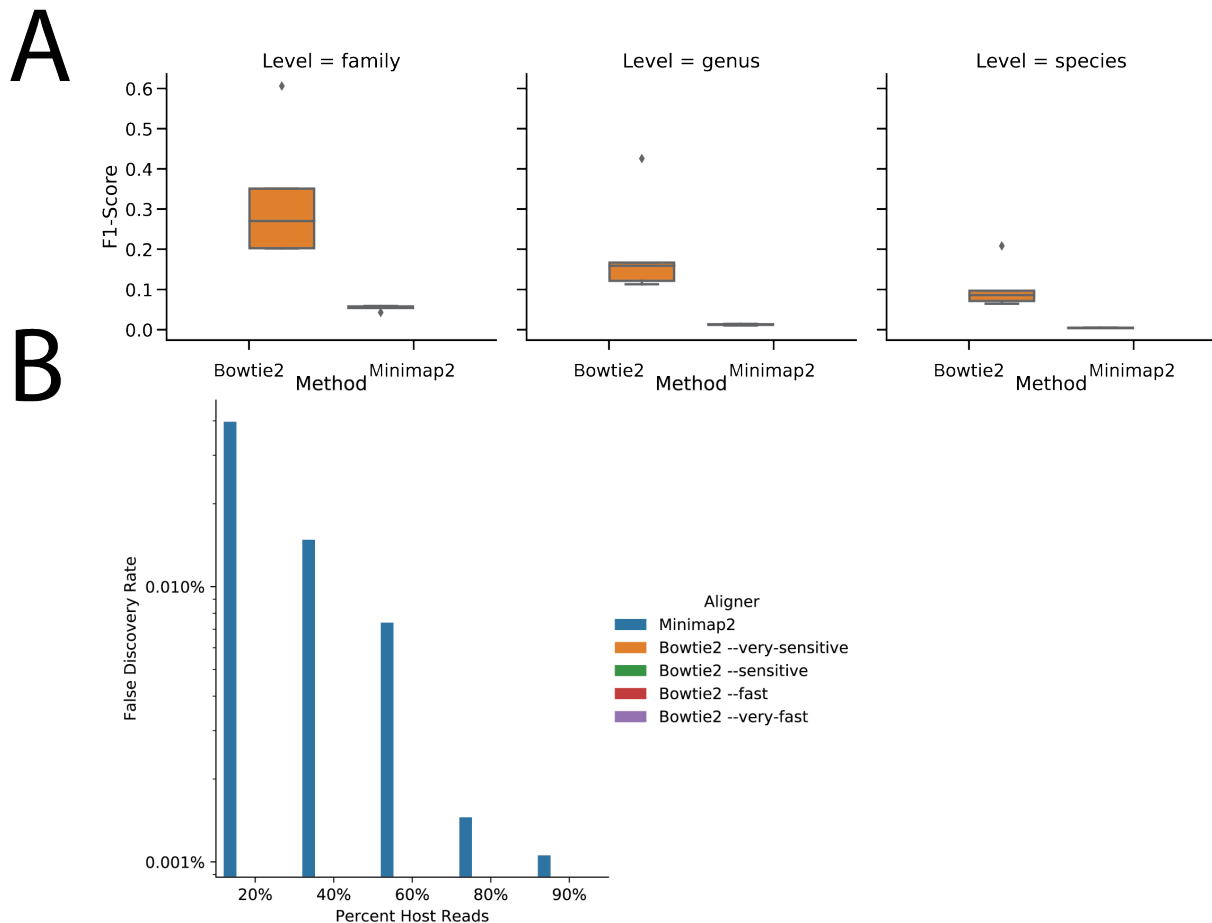 A
Level = family
Level = genus
Level = species
F1-Score
0.6
0.5
0.4
0.3
0.2
0.1
0.0
Bowtie2
Minimap2
Method
Bowtie2
Minimap2
Method
Bowtie2
Minimap2
Method
B
False Discovery Rate
0.010%
0.001%
20%
40%
60%
80%
90%
Percent Host Reads
Aligner
Minimap2
Bowtie2 --very-sensitive
Bowtie2 --sensitive
Bowtie2 --fast
Bowtie2 --very-fast